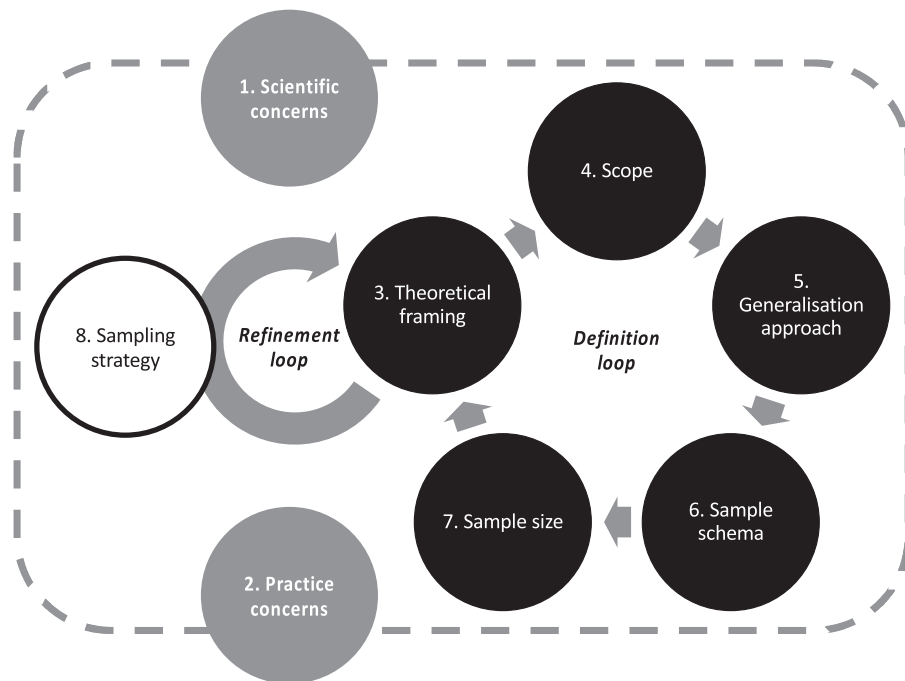 1. Scientific
concerns
4. Scope
5.
Generalisation
approach
3. Theoretical
framing
8. Sampling
strategy
Refinement
loop
Definition
loop
7. Sample size
6. Sample
schema
2. Practice
concerns